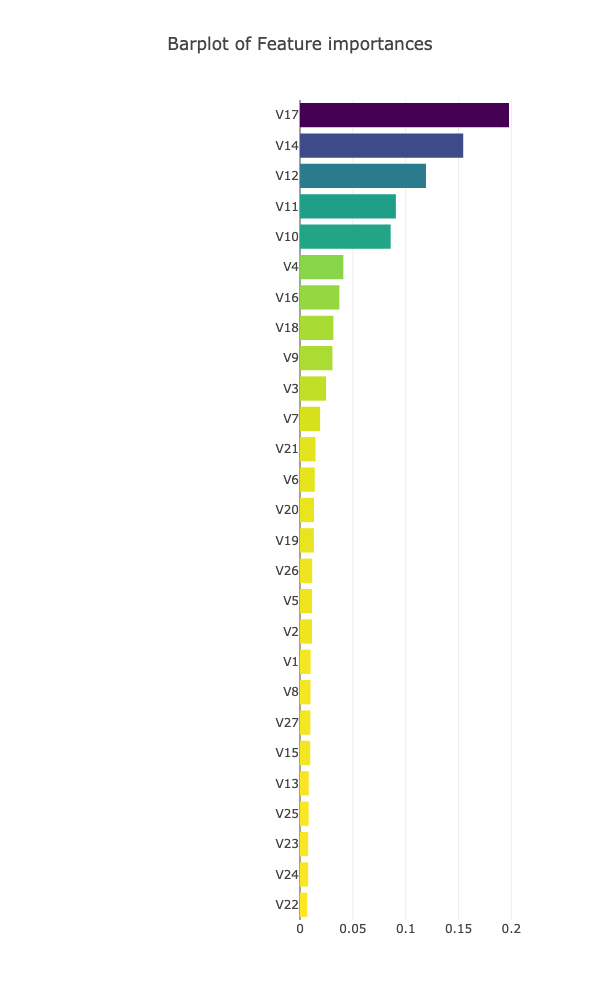 Barplot of Feature importances
V17
V14
V12
V11
V10
V4
V16
V18
V9
V3
V7
V21
V6
V20
V19
V26
V5
V2
V1
V8
V27
V15
V13
V25
V23
V24
V22
0 0.05 0.1 0.15 0.2